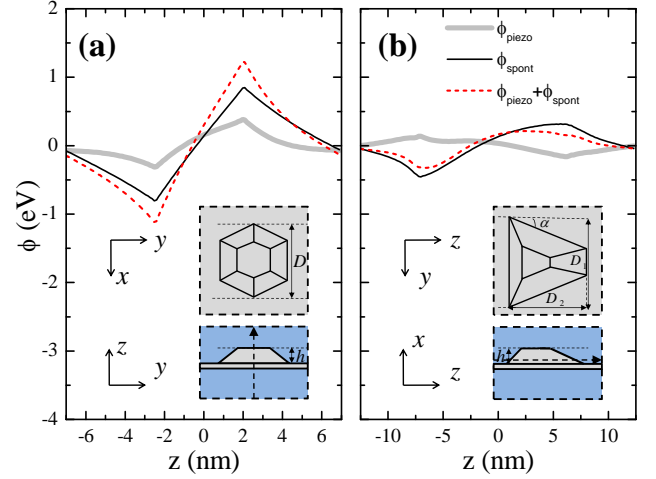 (a)
(b)
ϕpiezo
ϕspont
ϕpiezo+ϕspont
2
1
0
-1
-2
-3
-4
ϕ (eV)
y
x
D
z
y
h
z
y
α
D1
D2
x
z
h
-6 -4 -2 0 2 4 6
-10 -5 0 5 10
z (nm)
z (nm)